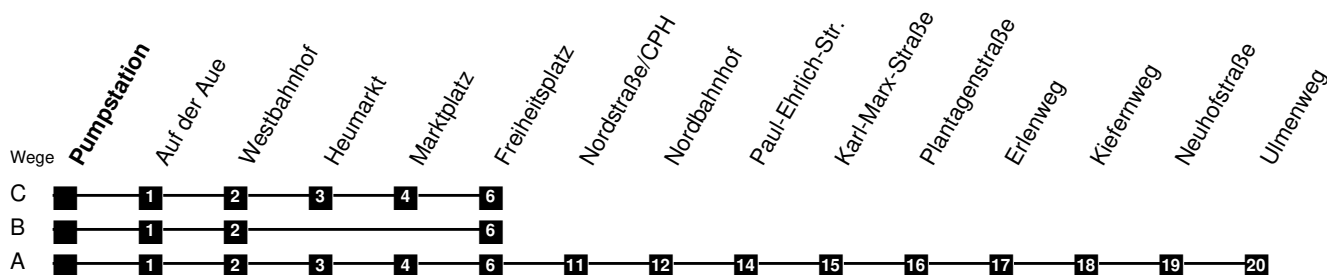 Pumpstation
Auf der Aue
Westbahnhof
Heumarkt
Marktplatz
Freiheitsplatz
Nordstraße/CPH
Nordbahnhof
Paul-Ehrlich-Str.
Karl-Marx-Straße
Plantagenstraße
Erlenweg
Kiefernweg
Neuhofstraße
Ulmenweg
Wege
C 1 2 3 4 6
B 1 2 6
A 1 2 3 4 6 11 12 14 15 16 17 18 19 20